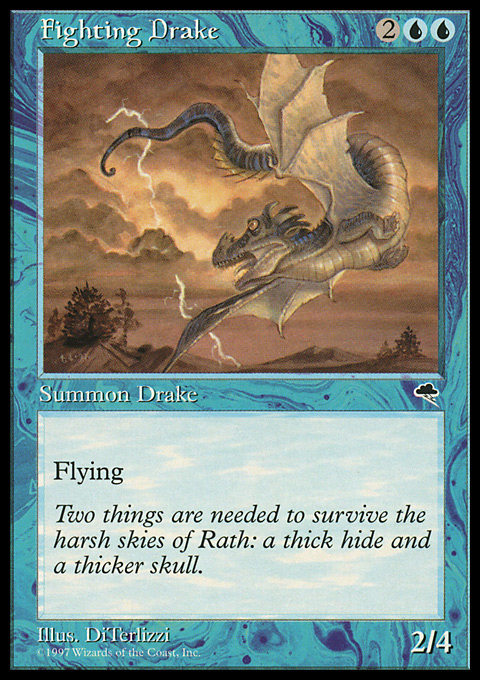 Fighting Drake 2
Summon Drake
Flying
Two things are needed to survive the
harsh skies of Rath: a thick hide and
a thicker skull.
Illus. DiTerlizzi
©1997 Wizards of the Coast, Inc.
2/4